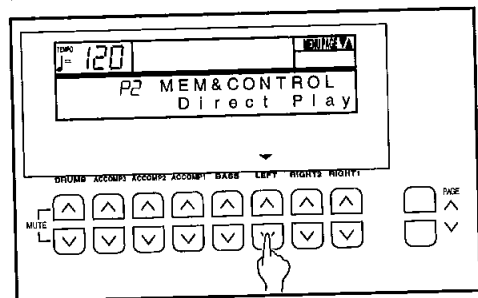 TEMPO
♩= 120
MENU PAGE
P2 MEM&CONTROL
Direct Play
DRUMS ACCOMP3 ACCOMP2 ACCOMP1 BASS LEFT RIGHT2 RIGHT1
MUTE
PAGE